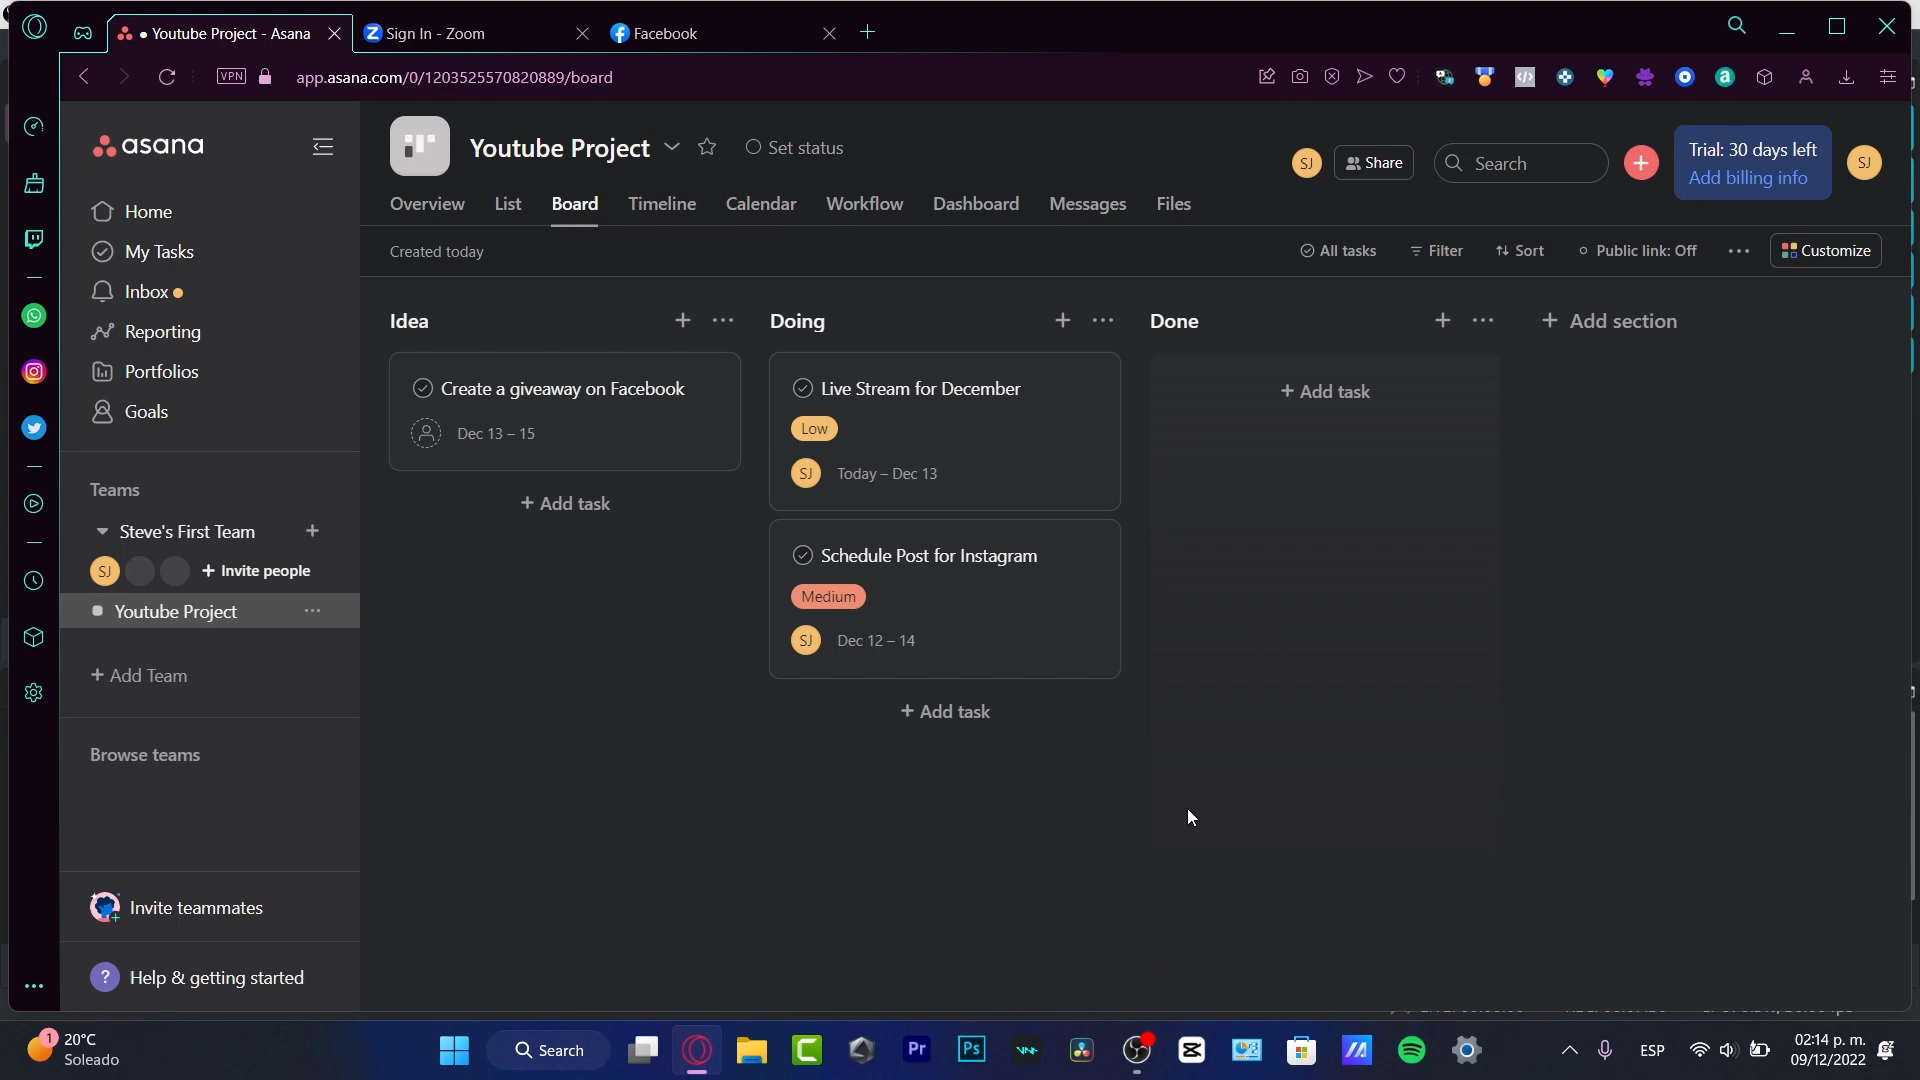 • Youtube Project - Asana
Sign In - Zoom
Facebook
VPN
app.asana.com/0/1203525570820889/board
asana
Home
My Tasks
Inbox
Reporting
Portfolios
Goals
Teams
Steve's First Team
SJ
+ Invite people
Youtube Project
+ Add Team
Browse teams
Invite teammates
? Help & getting started
Youtube Project
Set status
SJ
Share
Search
Trial: 30 days left
Add billing info
SJ
Overview
List
Board
Timeline
Calendar
Workflow
Dashboard
Messages
Files
Created today
All tasks
Filter
Sort
Public link: Off
Customize
Idea
Create a giveaway on Facebook
Dec 13 – 15
+ Add task
Doing
Live Stream for December
Low
SJ
Today – Dec 13
Schedule Post for Instagram
Medium
SJ
Dec 12 – 14
+ Add task
Done
+ Add task
+ Add section
1
20°C
Soleado
Search
Pr
Ps
ESP
02:14 p. m.
09/12/2022